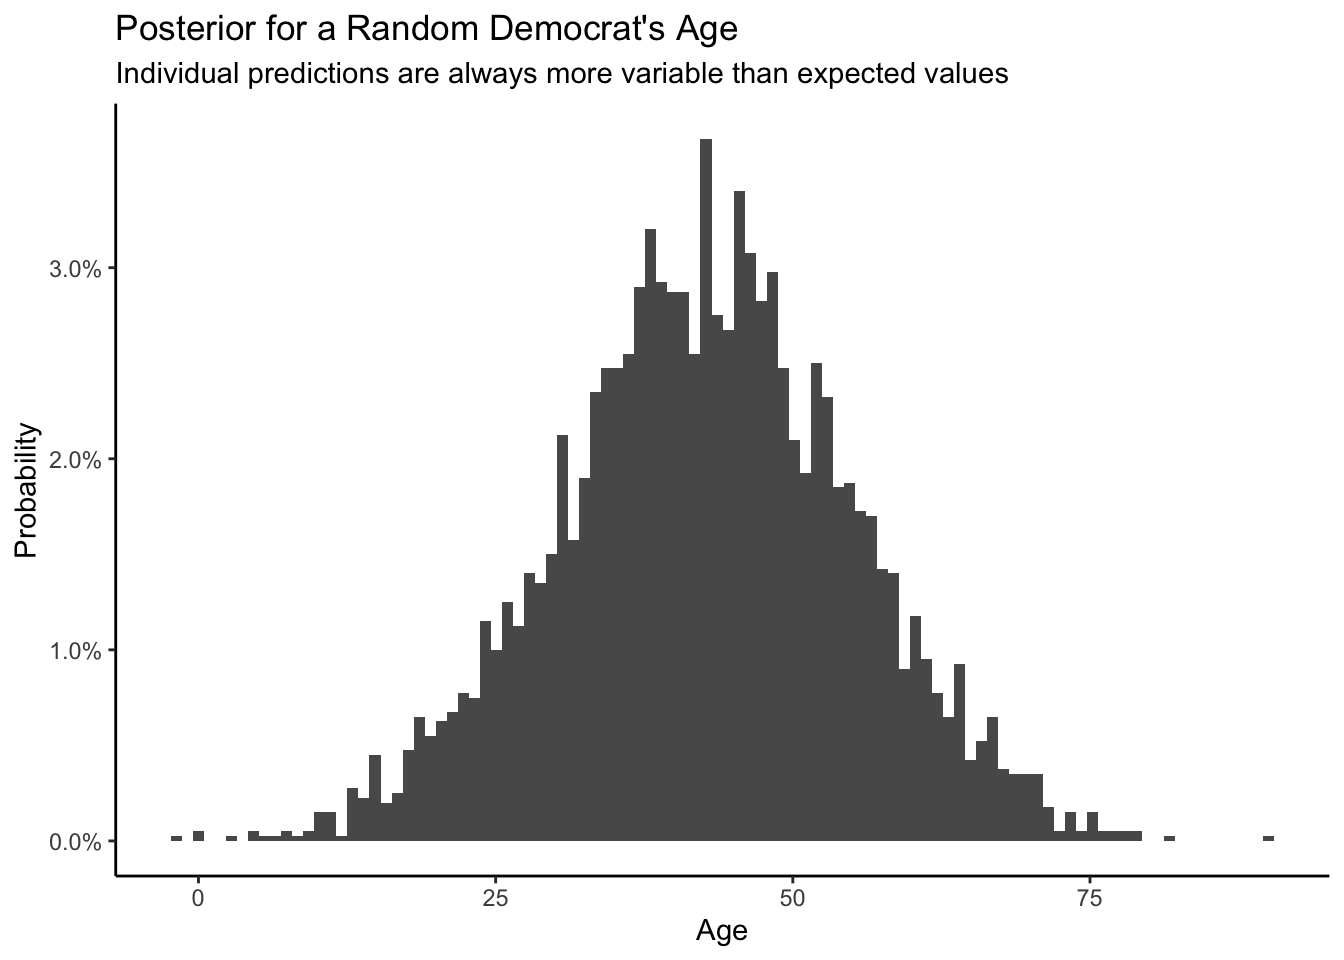 Posterior for a Random Democrat's Age
Individual predictions are always more variable than expected values
Probability
3.0%
2.0%
1.0%
0.0%
0
25
50
75
Age